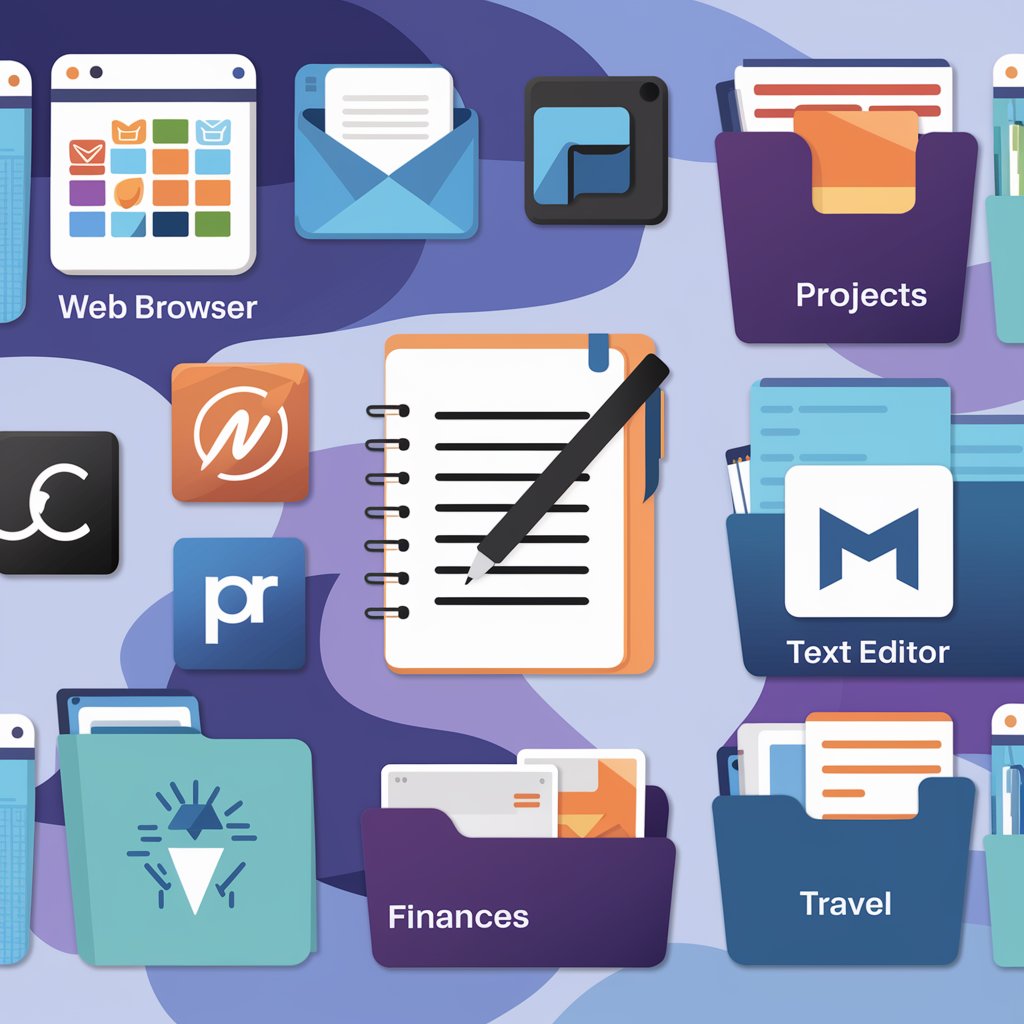 Web Browser
Projects
N
pr
M
Text Editor
Finances
Travel